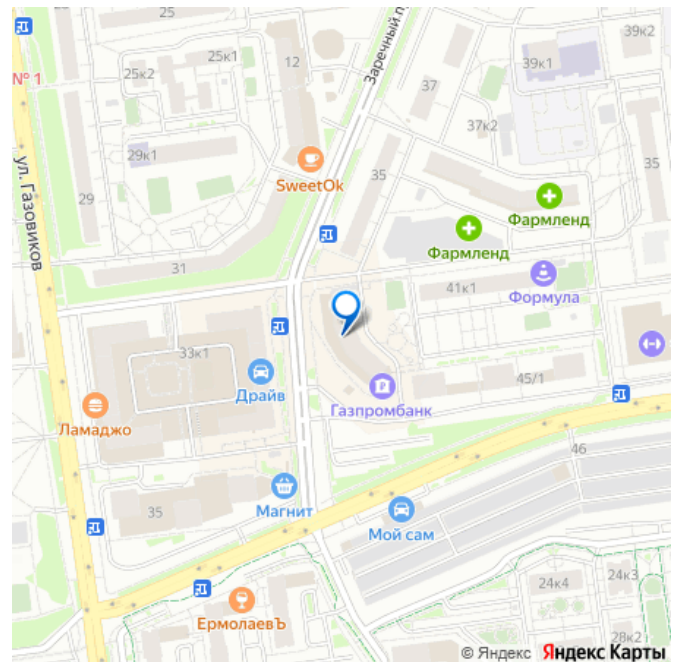 25
25к1
25к2
12
Заречный п
39к2
39к1
37
№ 1
37к2
29к1
SweetOk
35
35
29
ул. Газовиков
Фармленд
Фармленд
31
41к1
Формула
33к1
Драйв
45/1
Газпромбанк
Ламаджо
46
Магнит
35
Мой сам
24к4
24к3
ЕрмолаевЪ
28к2
© Яндекс Яндекс Карты